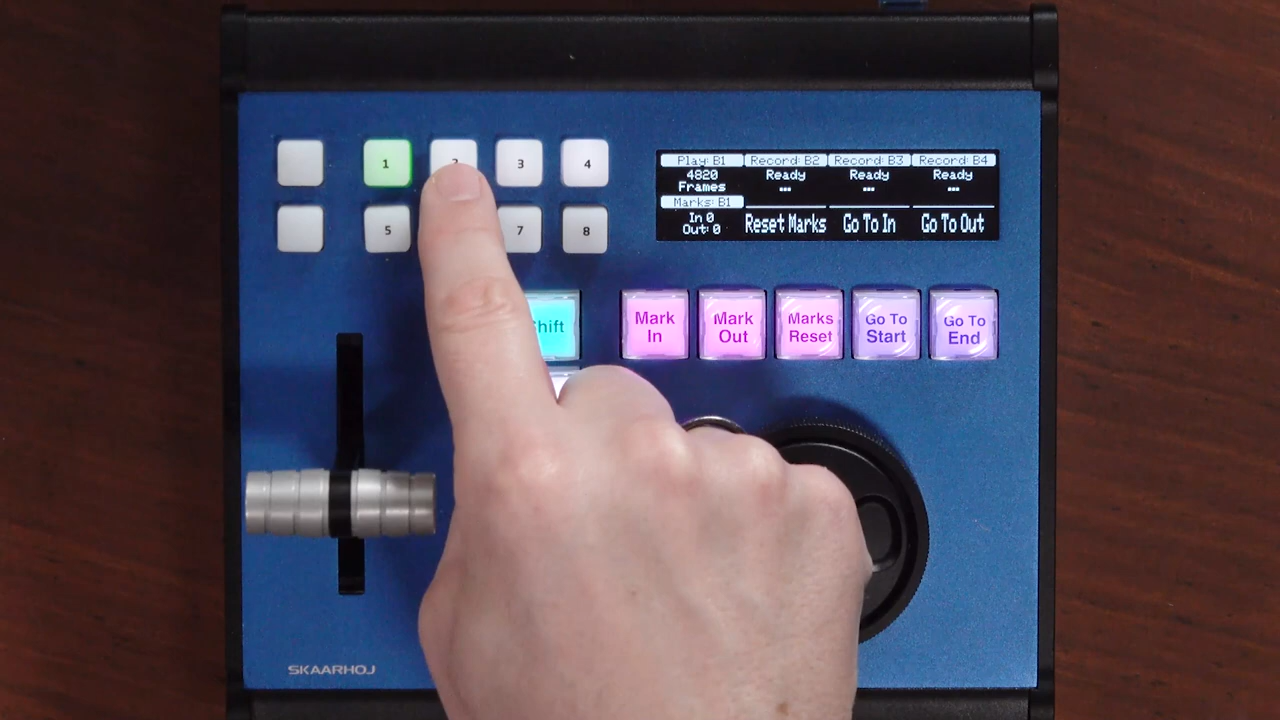 1 2 3 4
5 7 8
Play: B1 Record: B2 Record: B3 Record: B4
4820 Ready Ready Ready
Frames --- --- ---
Marks: B1
In 0
Out: 0 Reset Marks Go To In Go To Out
Shift
Mark In
Mark Out
Marks Reset
Go To Start
Go To End
SKAARHOJ